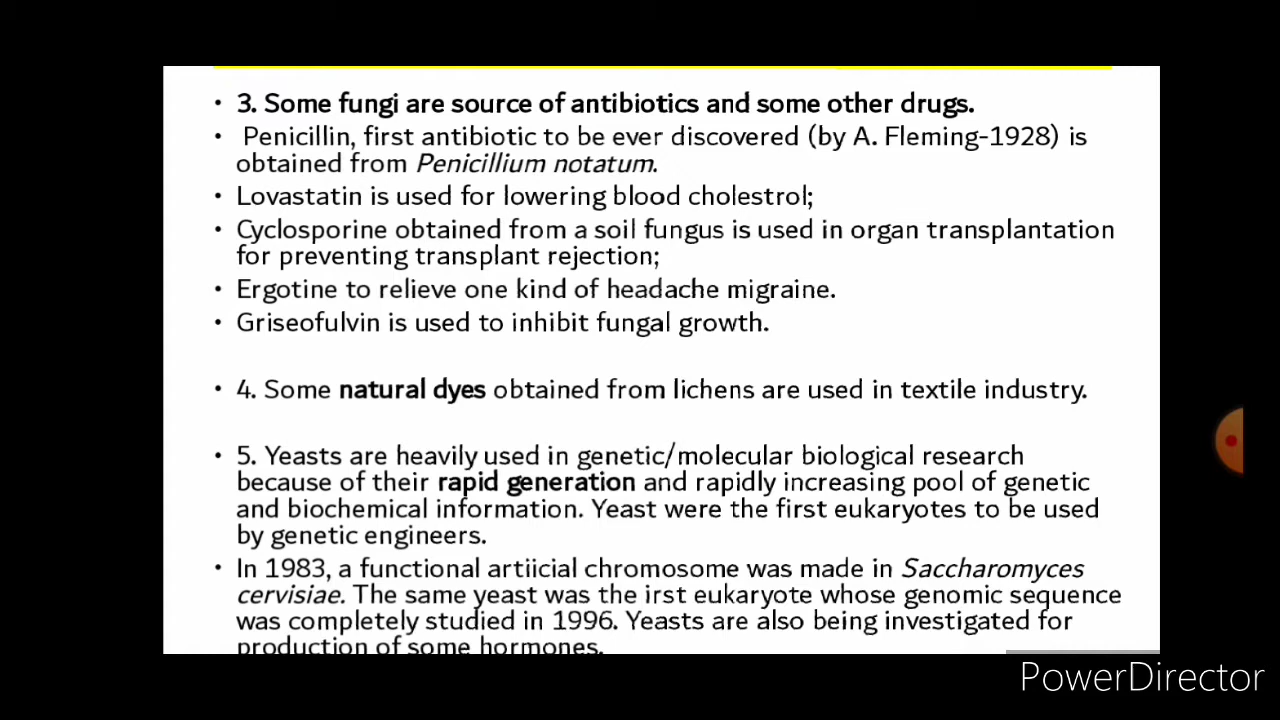 • 3. Some fungi are source of antibiotics and some other drugs.
• Penicillin, first antibiotic to be ever discovered (by A. Fleming-1928) is
obtained from Penicillium notatum.
• Lovastatin is used for lowering blood cholestrol;
• Cyclosporine obtained from a soil fungus is used in organ transplantation
for preventing transplant rejection;
• Ergotine to relieve one kind of headache migraine.
• Griseofulvin is used to inhibit fungal growth.
• 4. Some natural dyes obtained from lichens are used in textile industry.
• 5. Yeasts are heavily used in genetic/molecular biological research
because of their rapid generation and rapidly increasing pool of genetic
and biochemical information. Yeast were the first eukaryotes to be used
by genetic engineers.
• In 1983, a functional artiicial chromosome was made in Saccharomyces
cervisiae. The same yeast was the irst eukaryote whose genomic sequence
was completely studied in 1996. Yeasts are also being investigated for
production of some hormones.
PowerDirector